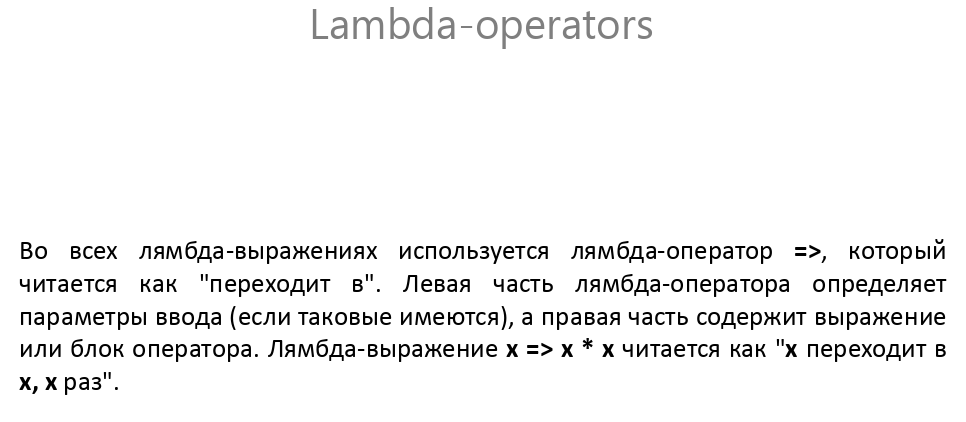 Lambda-operators
Во всех лямбда-выражениях используется лямбда-оператор =>, который
читается как "переходит в". Левая часть лямбда-оператора определяет
параметры ввода (если таковые имеются), а правая часть содержит выражение
или блок оператора. Лямбда-выражение x => x * x читается как "x переходит в
x, x раз".